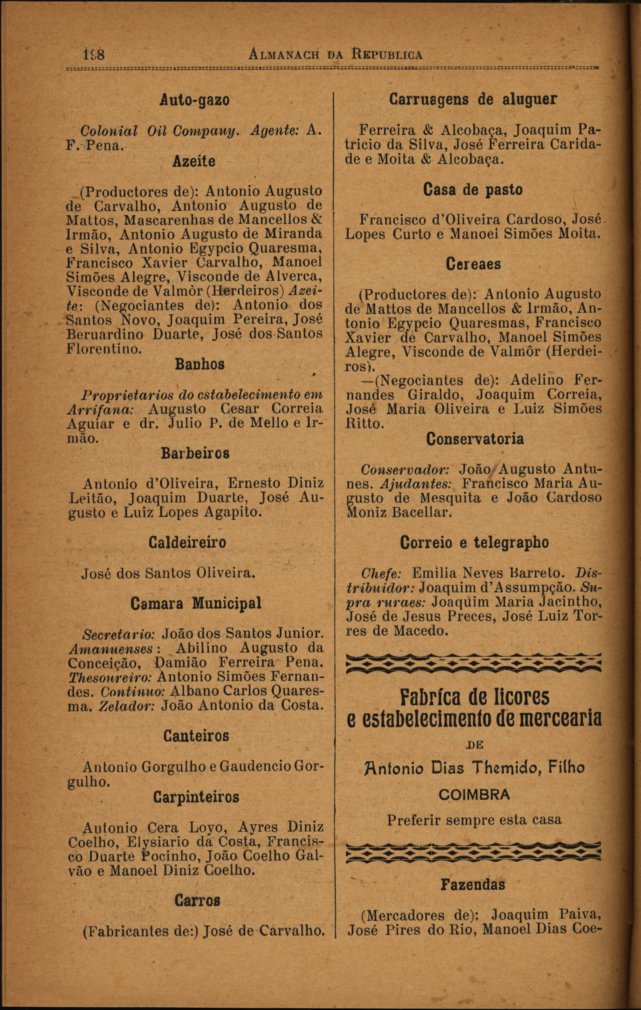 198
ALMANACH DA REPUBLICA
Auto-gazo
Colonial Oil Company. Agente: A.
F. Pena.
Azeite
(Productores de): Antonio Augusto
de Carvalho, Antonio Augusto de
Mattos, Mascarenhas de Mancellos &
Irmão, Antonio Augusto de Miranda
e Silva, Antonio Egypcio Quaresma,
Francisco Xavier Carvalho, Manoel
Simões Alegre, Visconde de Alverca,
Visconde de Valmôr (Herdeiros) Azei-
te: (Negociantes de): Antonio dos
Santos Novo, Joaquim Pereira, José
Beruardino Duarte, José dos Santos
Florentino.
Banhos
Proprietarios do estabelecimento em
Arrifana: Augusto Cesar Correia
Aguiar e dr. Julio P. de Mello e Ir-
mão.
Barbeiros
Antonio d'Oliveira, Ernesto Diniz
Leitão, Joaquim Duarte, José Au-
gusto e Luiz Lopes Agapito.
Caldeireiro
José dos Santos Oliveira.
Camara Municipal
Secretario: João dos Santos Junior.
Amanuenses: Abilino Augusto da
Conceição, Damião Ferreira Pena.
Thesoureiro: Antonio Simões Fernan-
des. Continuo: Albano Carlos Quares-
ma. Zelador: João Antonio da Costa.
Canteiros
Antonio Gorgulho e Gaudencio Gor-
gulho.
Carpinteiros
Antonio Cera Loyo, Ayres Diniz
Coelho, Elysiario da Costa, Francis-
co Duarte Pocinho, João Coelho Gal-
vão e Manoel Diniz Coelho.
Carros
(Fabricantes de:) José de Carvalho.
Carruagens de aluguer
Ferreira & Alcobaça, Joaquim Pa-
tricio da Silva, José Ferreira Carida-
de e Moita & Alcobaça.
Casa de pasto
Francisco d'Oliveira Cardoso, José
Lopes Curto e Manoei Simões Moita.
Cereaes
(Productores de): Antonio Augusto
de Mattos de Mancellos & Irmão, An-
tonio Egypcio Quaresmas, Francisco
Xavier de Carvalho, Manoel Simões
Alegre, Visconde de Valmôr (Herdei-
ros).
—(Negociantes de): Adelino Fer-
nandes Giraldo, Joaquim Correia,
José Maria Oliveira e Luiz Simões
Ritto.
Conservatoria
Conservador: João Augusto Antu-
nes. Ajudantes: Francisco Maria Au-
gusto de Mesquita e João Cardoso
Moniz Bacellar.
Correio e telegrapho
Chefe: Emilia Neves Barreto. Dis-
tribuidor: Joaquim d'Assumpção. Su-
pra ruraes: Joaquim Maria Jacintho,
José de Jesus Preces, José Luiz Tor-
res de Macedo.
Fabríca de licores
e estabelecimento de mercearia
DE
Antonio Dias Themido, Filho
COIMBRA
Preferir sempre esta casa
Fazendas
(Mercadores de): Joaquim Paiva,
José Pires do Rio, Manoel Dias Coe-